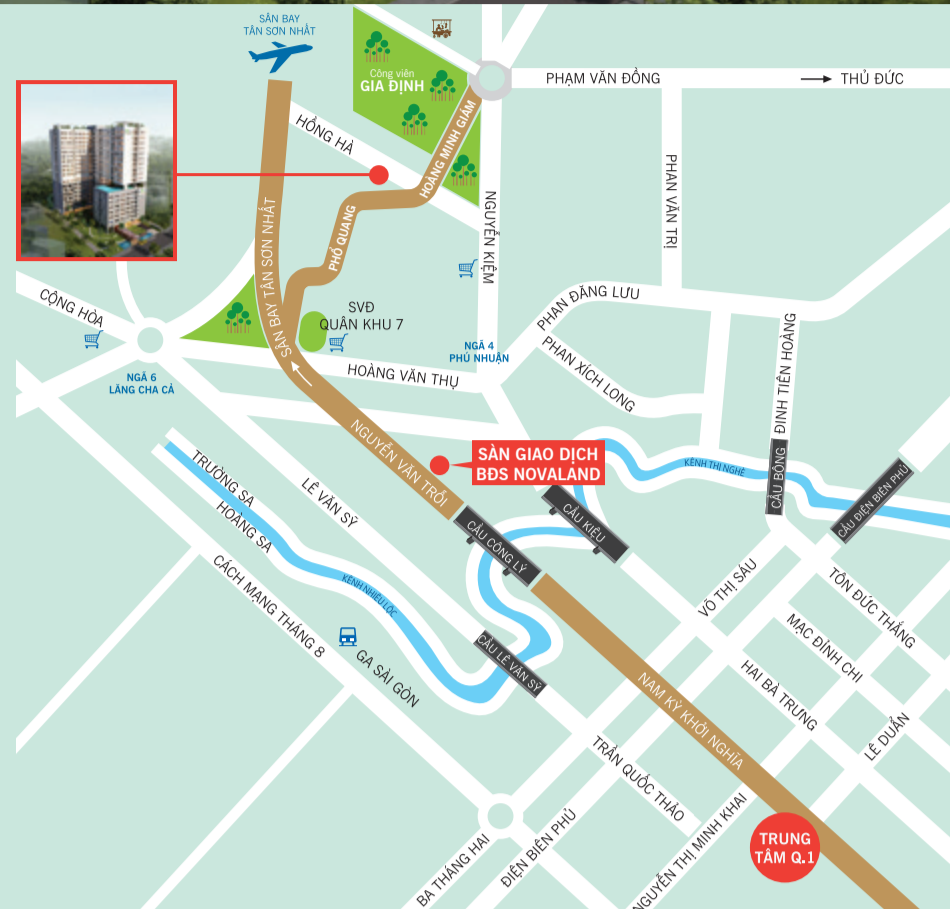 SÂN BAY
TÂN SƠN NHẤT
Công viên
GIA ĐỊNH
PHẠM VĂN ĐỒNG
THỦ ĐỨC
HỒNG HÀ
HOÀNG MINH GIÁM
PHỔ QUANG
NGUYỄN KIỆM
PHAN VĂN TRỊ
SÂN BAY TÂN SƠN NHẤT
CỘNG HÒA
SVĐ
QUÂN KHU 7
PHAN ĐĂNG LƯU
PHAN XÍCH LONG
ĐINH TIÊN HOÀNG
NGÃ 4
PHÚ NHUẬN
NGÃ 6
LĂNG CHA CẢ
HOÀNG VĂN THỤ
NGUYỄN VĂN TRỖI
SÀN GIAO DỊCH
BĐS NOVALAND
KÊNH THỊ NGHÈ
CẦU BÔNG
CẦU ĐIỆN BIÊN PHỦ
TRƯỜNG SA
HOÀNG SA
LÊ VĂN SỸ
CẦU CÔNG LÝ
CẦU KIỆU
KÊNH NHIÊU LỘC
CÁCH MẠNG THÁNG 8
GA SÀI GÒN
CẦU LÊ VĂN SỸ
VÕ THỊ SÁU
TÔN ĐỨC THẮNG
MẠC ĐỈNH CHI
HAI BÀ TRƯNG
LÊ DUẨN
NAM KỲ KHỞI NGHĨA
TRẦN QUỐC THẢO
NGUYỄN THỊ MINH KHAI
ĐIỆN BIÊN PHỦ
BA THÁNG HAI
TRUNG
TÂM Q.1